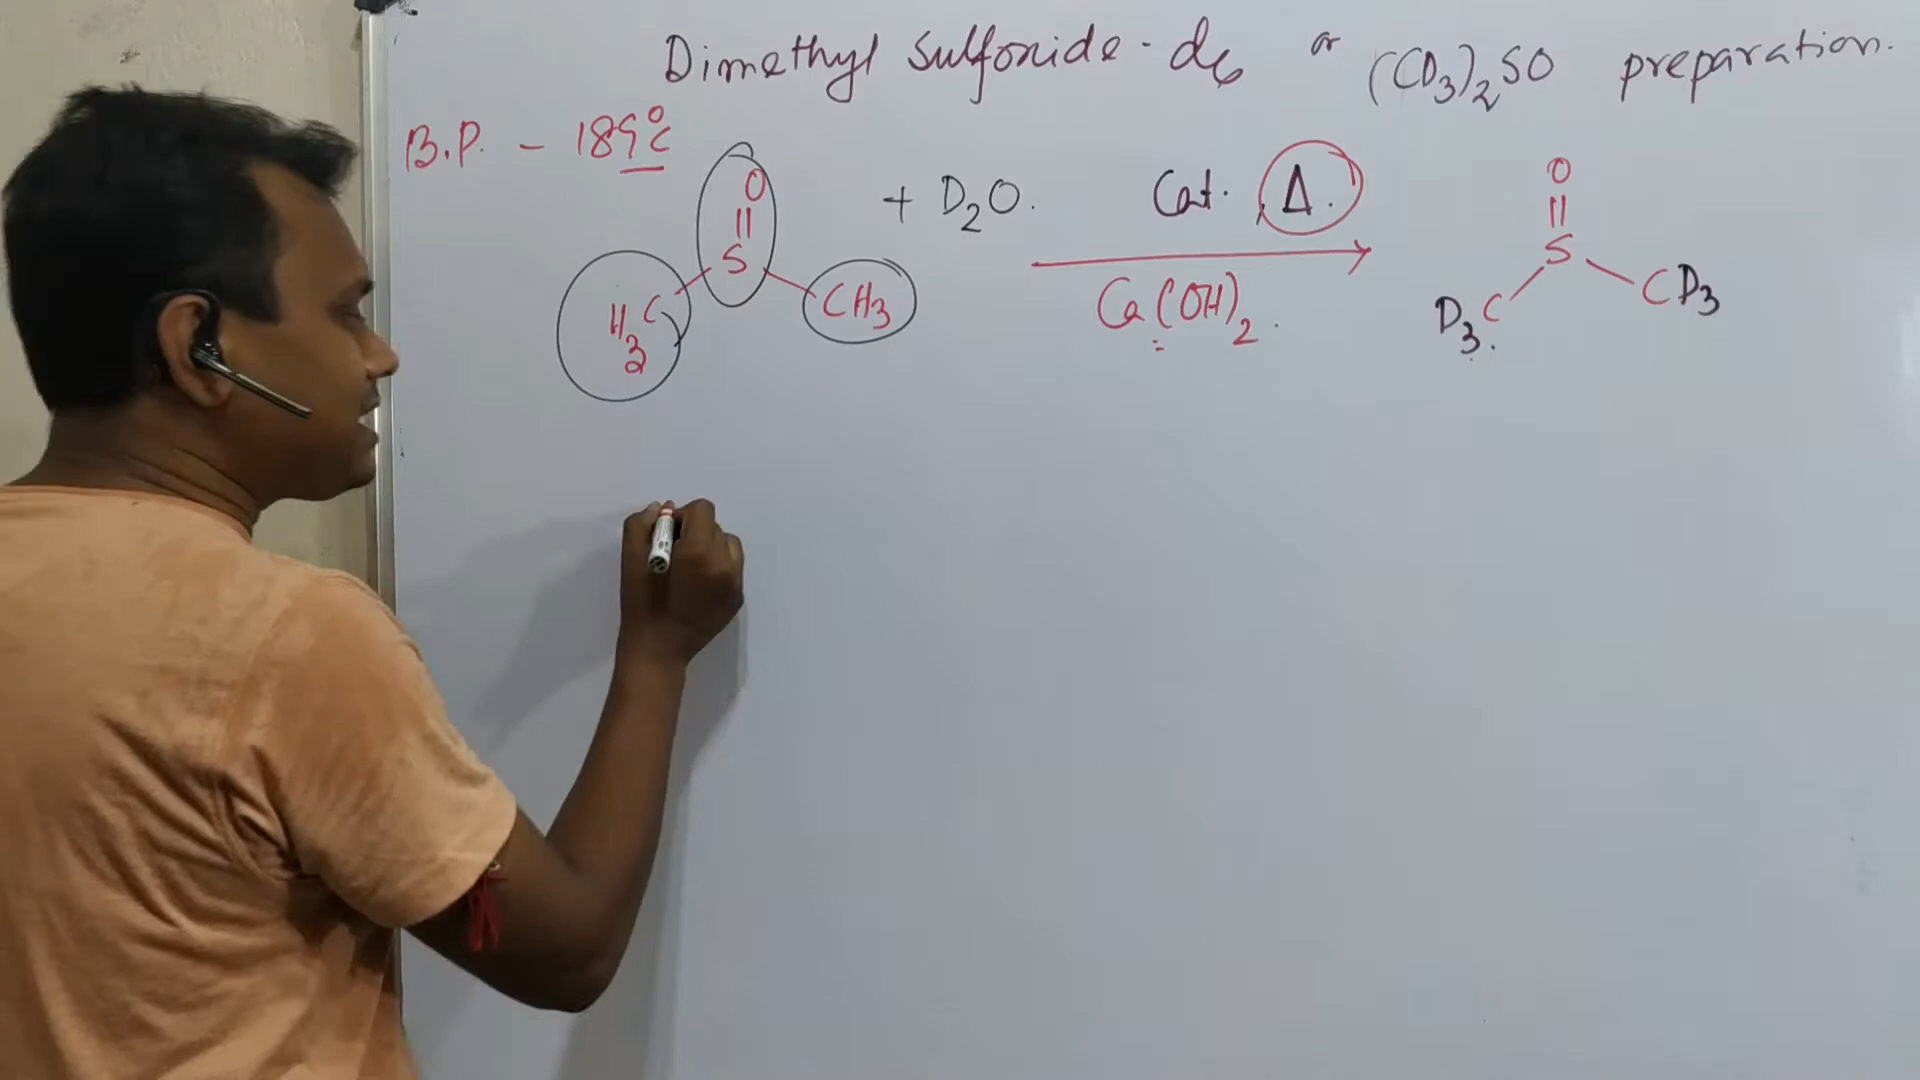 Dimethyl sulfoxide-d6 or (CD3)2SO preparation.
B.P. - 189°C
O
||
S
H3C
CH3
+ D2O.
Cat. , Δ.
Ca(OH)2.
O
||
S
D3C
CD3